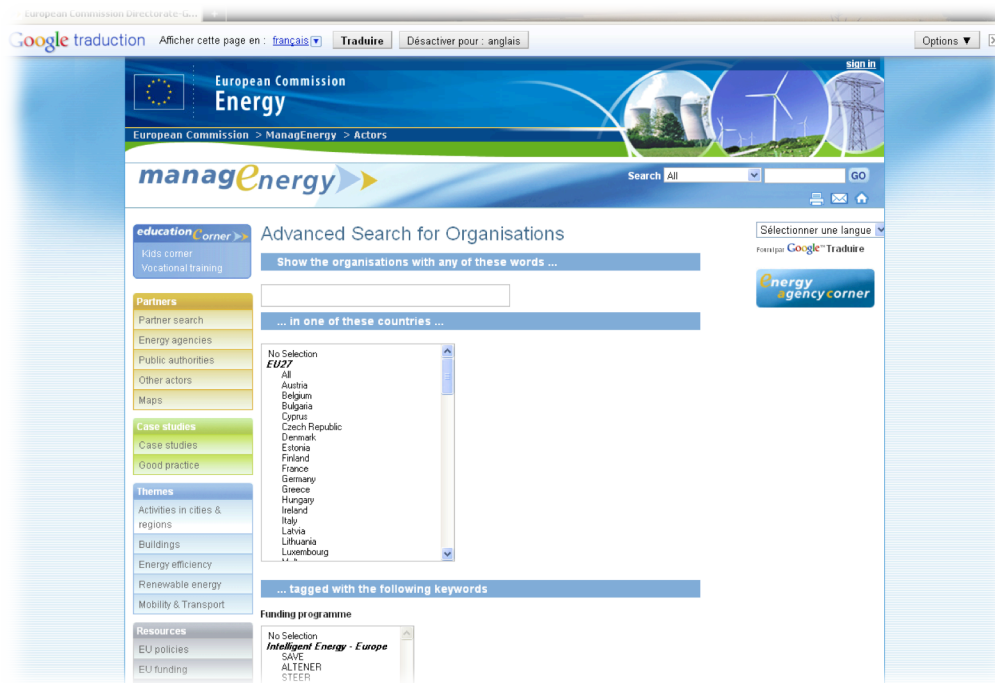 European Commission Directorate-G...
Google traduction Afficher cette page en : français Traduire Désactiver pour : anglais Options ▼
sign in
European Commission
Energy
European Commission > ManagEnergy > Actors
managenergy
Search All GO
education Corner
Kids corner
Vocational training
Partners
Partner search
Energy agencies
Public authorities
Other actors
Maps
Case studies
Case studies
Good practice
Themes
Activities in cities &
regions
Buildings
Energy efficiency
Renewable energy
Mobility & Transport
Resources
EU policies
EU funding
Advanced Search for Organisations
Show the organisations with any of these words ...
... in one of these countries ...
No Selection
EU27
All
Austria
Belgium
Bulgaria
Cyprus
Czech Republic
Denmark
Estonia
Finland
France
Germany
Greece
Hungary
Ireland
Italy
Latvia
Lithuania
Luxembourg
... tagged with the following keywords
Funding programme
No Selection
Intelligent Energy - Europe
SAVE
ALTENER
STEER
Sélectionner une langue
Fourni par Google™ Traduire
energy
agency corner